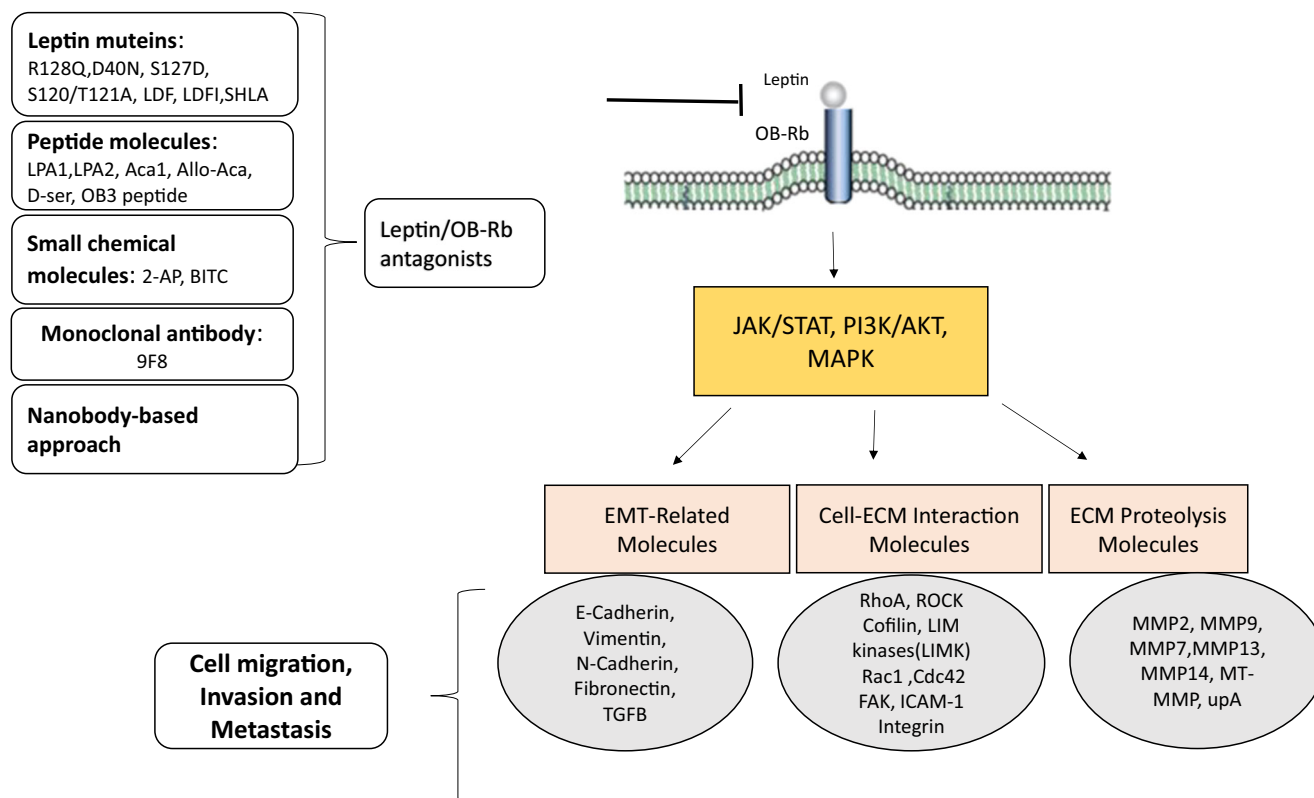 Leptin muteins:
R128Q,D40N, S127D,
S120/T121A, LDF, LDFI,SHLA
Peptide molecules:
LPA1,LPA2, Aca1, Allo-Aca,
D-ser, OB3 peptide
Small chemical
molecules: 2-AP, BITC
Monoclonal antibody:
9F8
Nanobody-based
approach
Leptin/OB-Rb
antagonists
Leptin
OB-Rb
JAK/STAT, PI3K/AKT,
MAPK
EMT-Related
Molecules
Cell-ECM Interaction
Molecules
ECM Proteolysis
Molecules
Cell migration,
Invasion and
Metastasis
E-Cadherin,
Vimentin,
N-Cadherin,
Fibronectin,
TGFB
RhoA, ROCK
Cofilin, LIM
kinases(LIMK)
Rac1 ,Cdc42
FAK, ICAM-1
Integrin
MMP2, MMP9,
MMP7,MMP13,
MMP14, MT-
MMP, upA